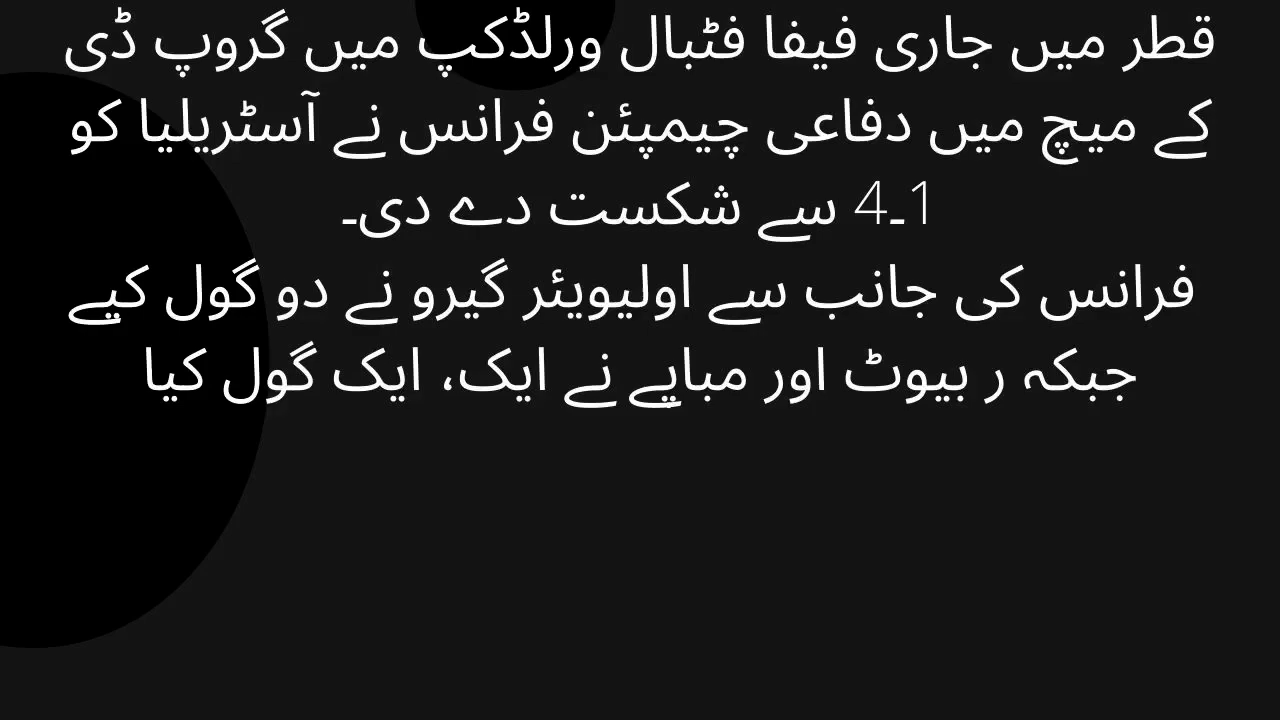 قطر میں جاری فیفا فٹبال ورلڈکپ میں گروپ ڈی
کے میچ میں دفاعی چیمپئن فرانس نے آسٹریلیا کو
1۔4 سے شکست دے دی۔
فرانس کی جانب سے اولیویئر گیرو نے دو گول کیے
جبکہ ر بیوٹ اور مباپے نے ایک، ایک گول کیا